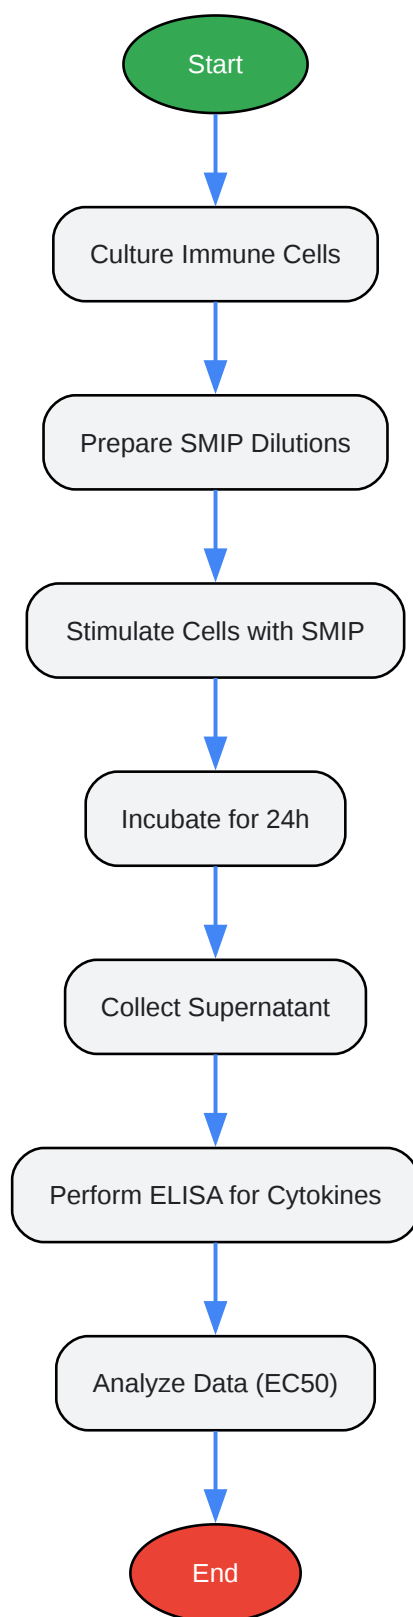 Start
Culture Immune Cells
Prepare SMIP Dilutions
Stimulate Cells with SMIP
Incubate for 24h
Collect Supernatant
Perform ELISA for Cytokines
Analyze Data (EC50)
End